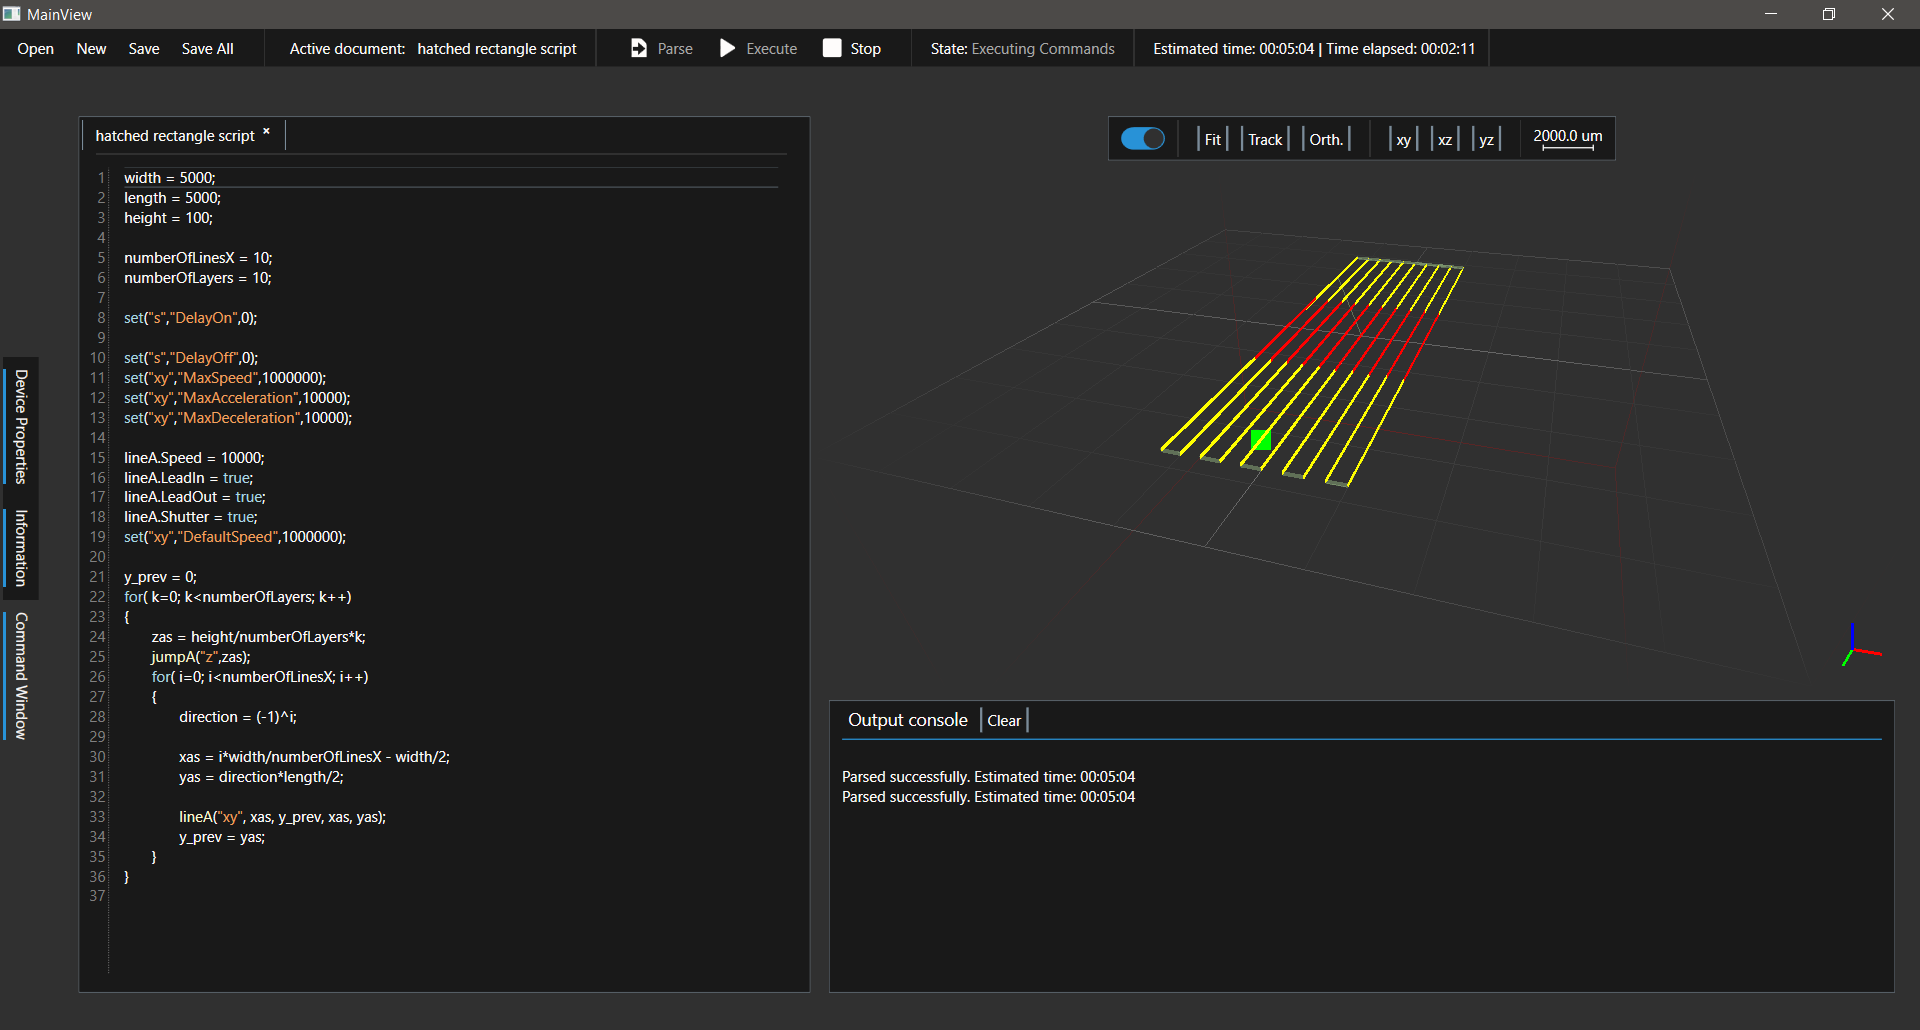 MainView
Open New Save Save All Active document: hatched rectangle script Parse Execute Stop State: Executing Commands Estimated time: 00:05:04 | Time elapsed: 00:02:11
hatched rectangle script ×
1 width = 5000;
2 length = 5000;
3 height = 100;
4
5 numberOfLinesX = 10;
6 numberOfLayers = 10;
7
8 set("s","DelayOn",0);
9
10 set("s","DelayOff",0);
11 set("xy","MaxSpeed",1000000);
12 set("xy","MaxAcceleration",10000);
13 set("xy","MaxDeceleration",10000);
14
15 lineA.Speed = 10000;
16 lineA.LeadIn = true;
17 lineA.LeadOut = true;
18 lineA.Shutter = true;
19 set("xy","DefaultSpeed",1000000);
20
21 y_prev = 0;
22 for( k=0; k<numberOfLayers; k++)
23 {
24 zas = height/numberOfLayers*k;
25 jumpA("z",zas);
26 for( i=0; i<numberOfLinesX; i++)
27 {
28 direction = (-1)^i;
29
30 xas = i*width/numberOfLinesX - width/2;
31 yas = direction*length/2;
32
33 lineA("xy", xas, y_prev, xas, yas);
34 y_prev = yas;
35 }
36 }
37
Device Properties
Information
Command Window
Fit Track Orth. xy xz yz 2000.0 um
Output console Clear
Parsed successfully. Estimated time: 00:05:04
Parsed successfully. Estimated time: 00:05:04